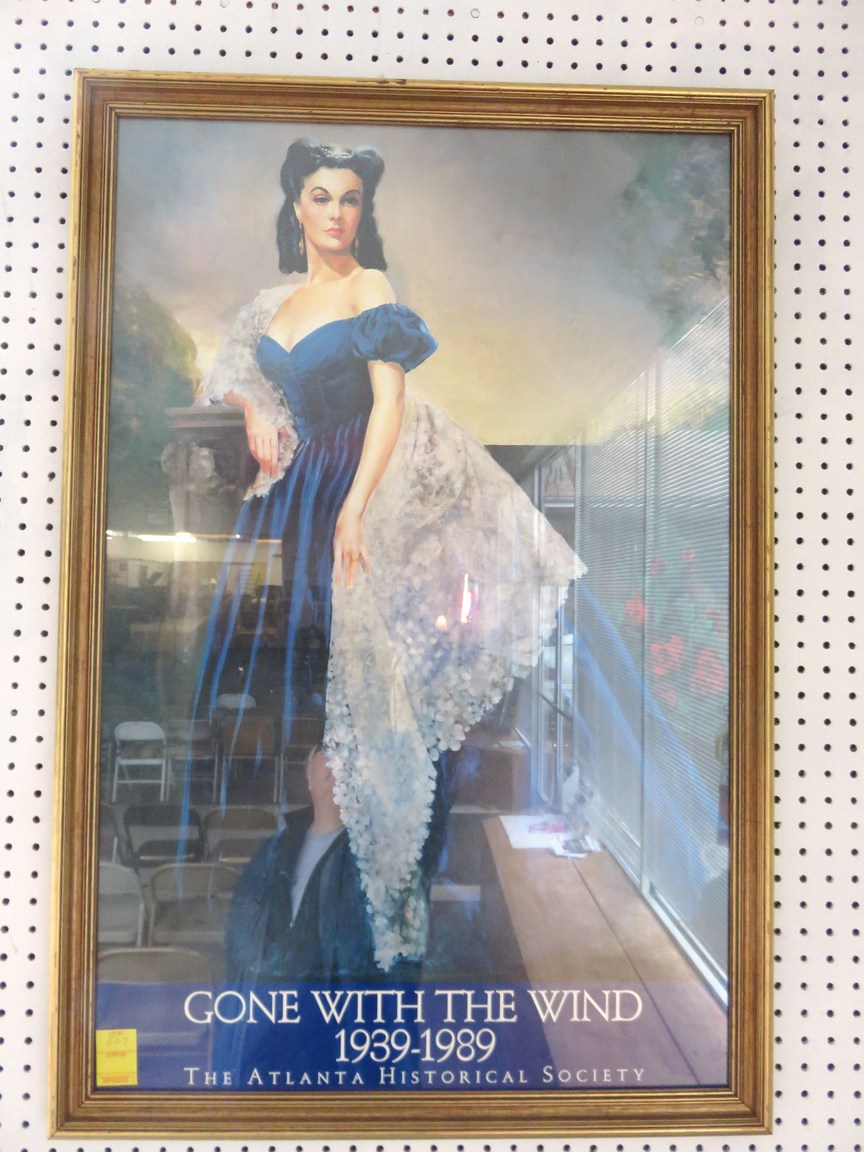 GONE WITH THE WIND
1939-1989
THE ATLANTA HISTORICAL SOCIETY